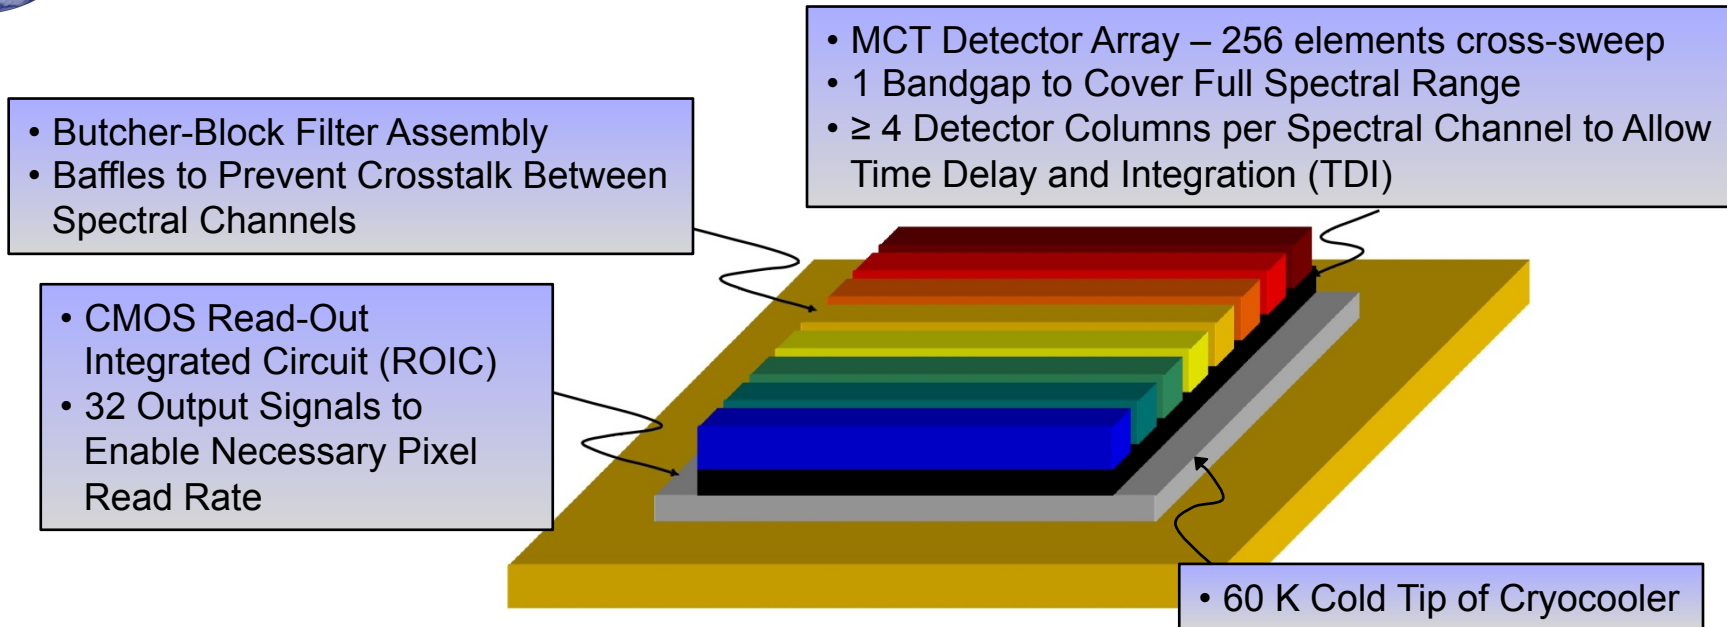 • MCT Detector Array – 256 elements cross-sweep
• 1 Bandgap to Cover Full Spectral Range
• ≥ 4 Detector Columns per Spectral Channel to Allow
Time Delay and Integration (TDI)
• Butcher-Block Filter Assembly
• Baffles to Prevent Crosstalk Between
Spectral Channels
• CMOS Read-Out
Integrated Circuit (ROIC)
• 32 Output Signals to
Enable Necessary Pixel
Read Rate
• 60 K Cold Tip of Cryocooler